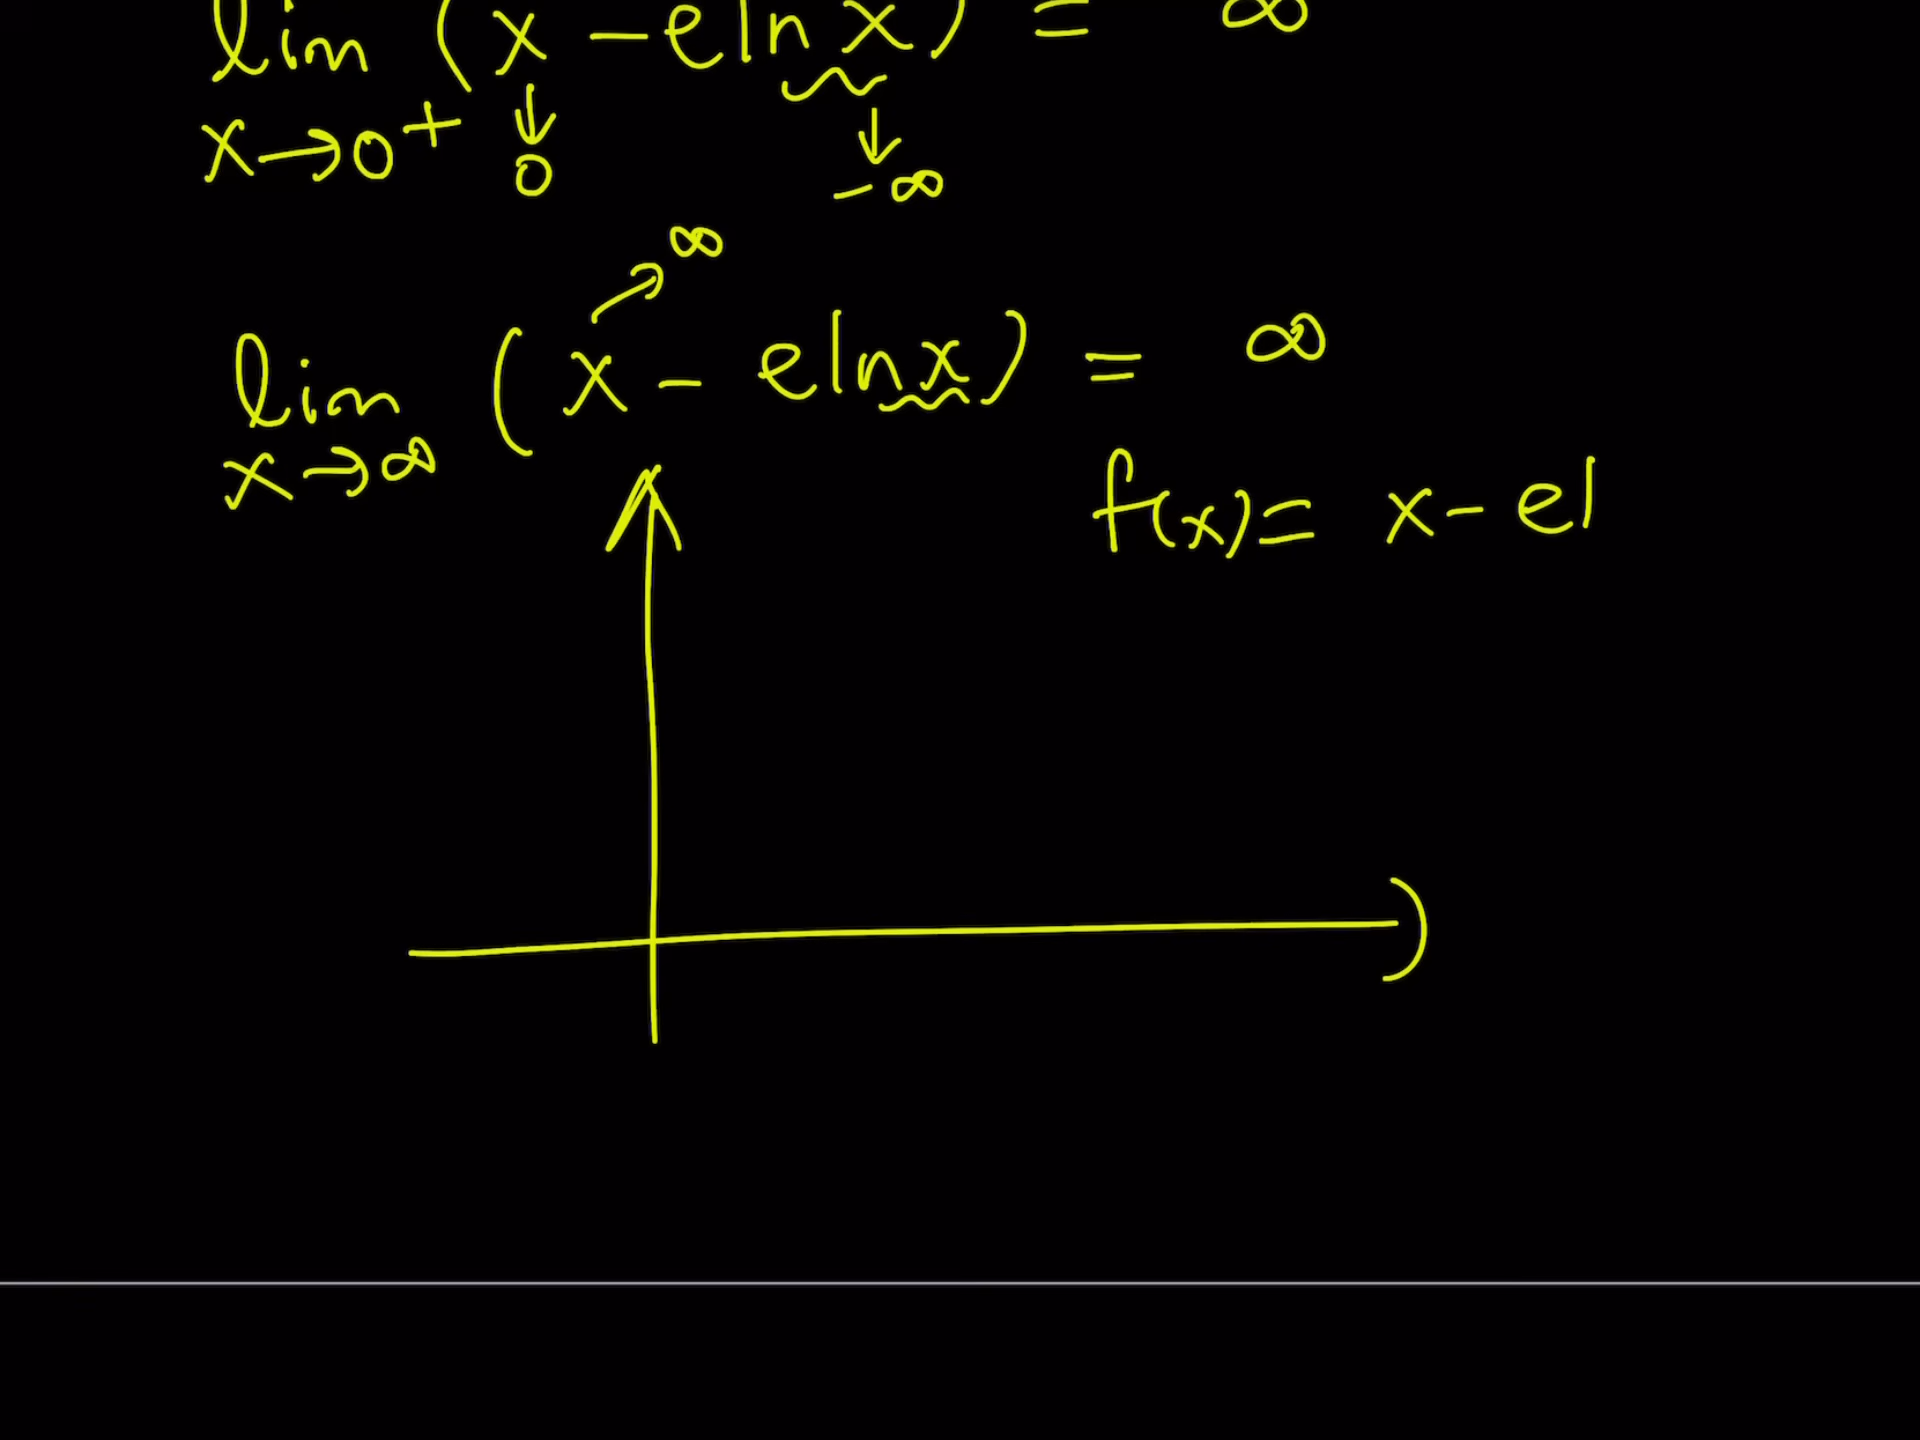 lim (x - e ln x) = ∞
x→0⁺ ↓ 0 ↓ -∞
→ ∞
lim (x - e ln x) = ∞
x→∞
f(x) = x - el